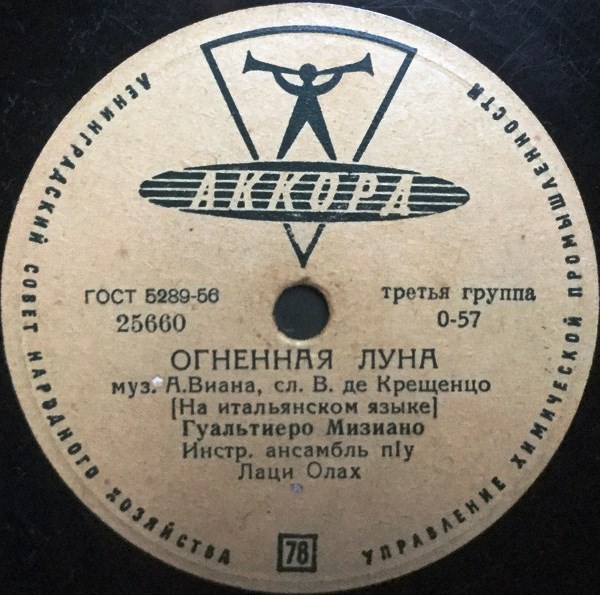 ЛЕНИНГРАДСКИЙ СОВЕТ НАРОДНОГО ХОЗЯЙСТВА
УПРАВЛЕНИЕ ХИМИЧЕСКОЙ ПРОМЫШЛЕННОСТИ
АККОРД
ГОСТ 5289-56
третья группа
25660
0-57
ОГНЕННАЯ ЛУНА
муз. А.Виана, сл. В. де Крещенцо
[На итальянском языке]
Гуальтиеро Мизиано
Инстр. ансамбль п/у
Лаци Олах
78